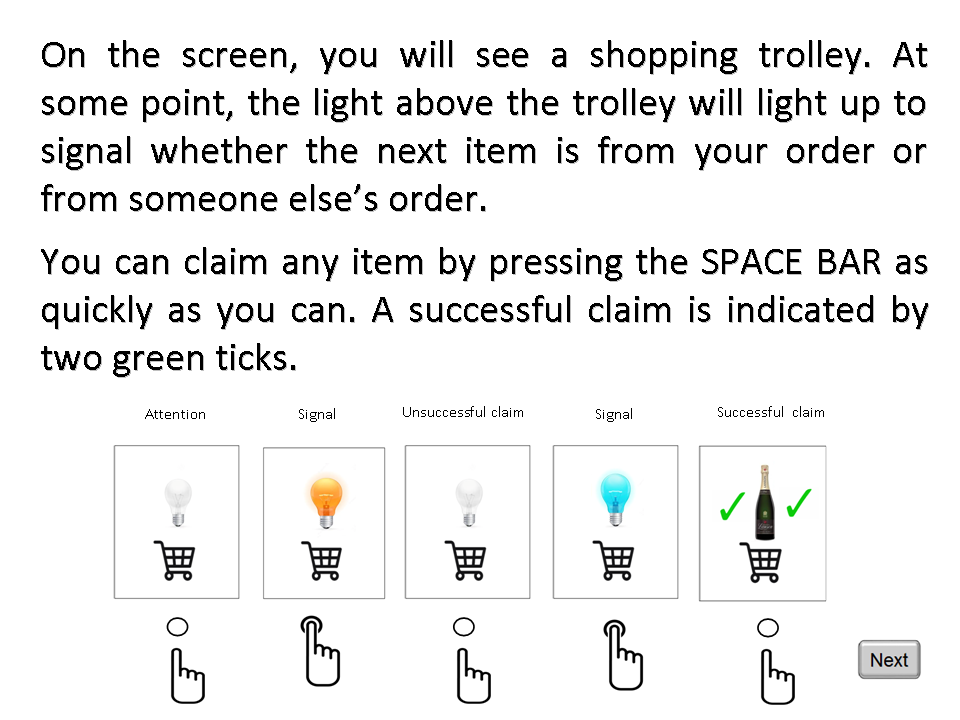 On the screen, you will see a shopping trolley. At
some point, the light above the trolley will light up to
signal whether the next item is from your order or
from someone else's order.
You can claim any item by pressing the SPACE BAR as
quickly as you can. A successful claim is indicated by
two green ticks.
Attention
Signal
Unsuccessful claim
Signal
Successful claim
Next